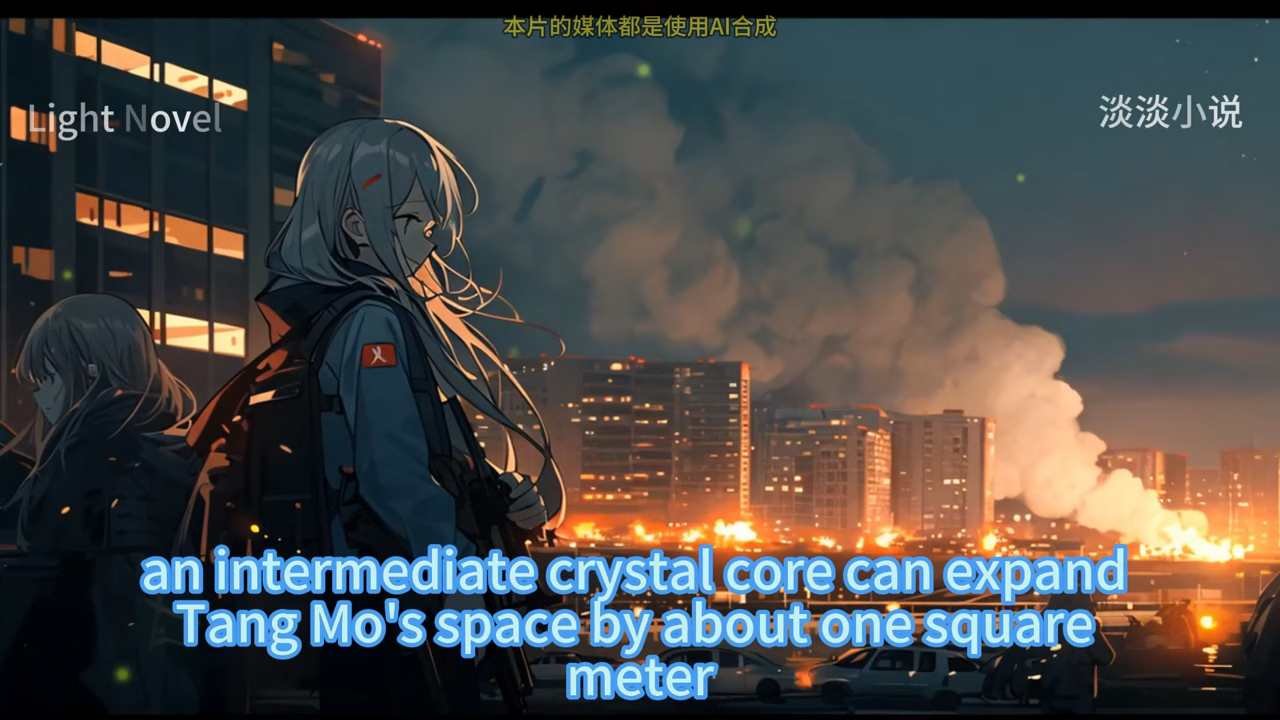 本片的媒体都是使用AI合成
Light Novel
淡淡小说
an intermediate crystal core can expand
Tang Mo's space by about one square
meter